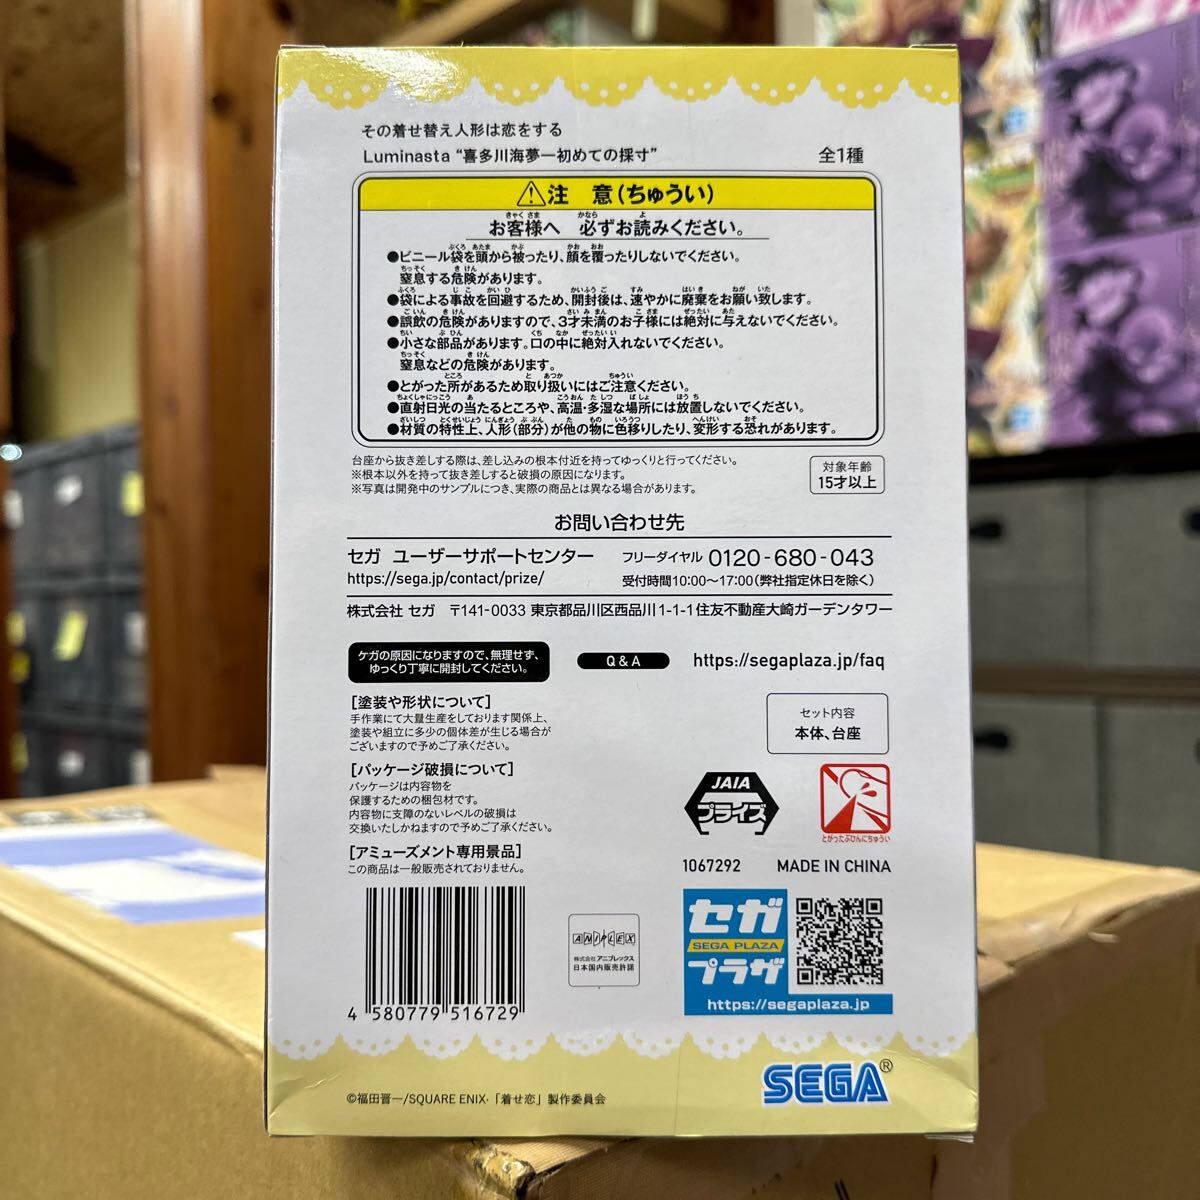 その着せ替え人形は恋をする
Luminasta “喜多川海夢―初めての採寸”
全1種
注 意(ちゅうい)
お客様へ 必ずお読みください。
●ビニール袋を頭から被ったり、顔を覆ったりしないでください。
窒息する危険があります。
●袋による事故を回避するため、開封後は、速やかに廃棄をお願い致します。
●誤飲の危険がありますので、3才未満のお子様には絶対に与えないでください。
●小さな部品があります。口の中に絶対入れないでください。
窒息などの危険があります。
●とがった所があるため取り扱いにはご注意ください。
●直射日光の当たるところや、高温・多湿な場所には放置しないでください。
●材質の特性上、人形(部分)が他の物に色移りしたり、変形する恐れがあります。
台座から抜き差しする際は、差し込みの根本付近を持ってゆっくりと行ってください。
※根本以外を持って抜き差しすると破損の原因になります。
※写真は開発中のサンプルにつき、実際の商品とは異なる場合があります。
対象年齢
15才以上
お問い合わせ先
セガ ユーザーサポートセンター
https://sega.jp/contact/prize/
フリーダイヤル 0120-680-043
受付時間10:00～17:00(弊社指定休日を除く)
株式会社 セガ 〒141-0033 東京都品川区西品川1-1-1住友不動産大崎ガーデンタワー
ケガの原因になりますので、無理せず、
ゆっくり丁寧に開封してください。
Q & A
https://segaplaza.jp/faq
[塗装や形状について]
手作業にて大量生産をしております関係上、
塗装や組立に多少の個体差が生じる場合が
ございますので予めご了承ください。
セット内容
本体、台座
[パッケージ破損について]
パッケージは内容物を
保護するための梱包材です。
内容物に支障のないレベルの破損は
交換いたしかねますので予めご了承ください。
JAIA
プライズ
とがったぶひんにちゅうい
[アミューズメント専用景品]
この商品は一般販売されておりません。
1067292
MADE IN CHINA
4 580779 516729
ANIPLEX
株式会社 アニプレックス
日本国内販売許諾
セガ
SEGA PLAZA
プラザ
https://segaplaza.jp
SEGA®
©福田晋一/SQUARE ENIX・「着せ恋」製作委員会